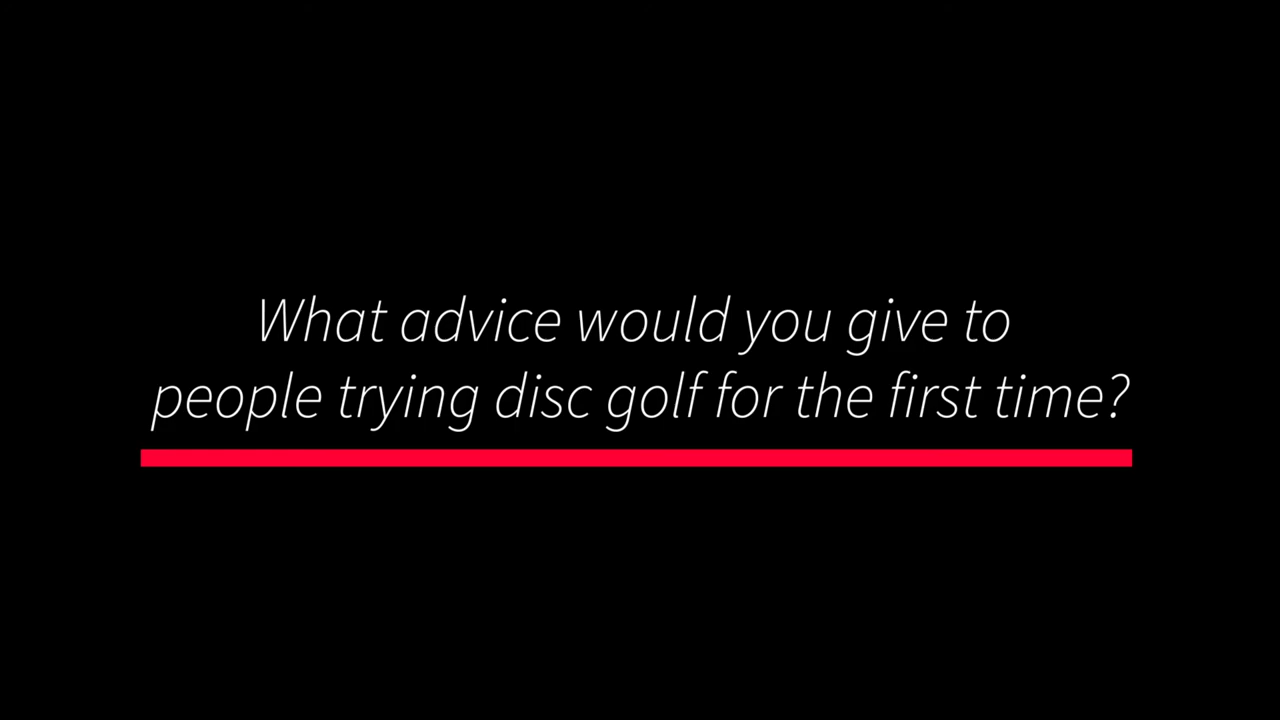 What advice would you give to
people trying disc golf for the first time?